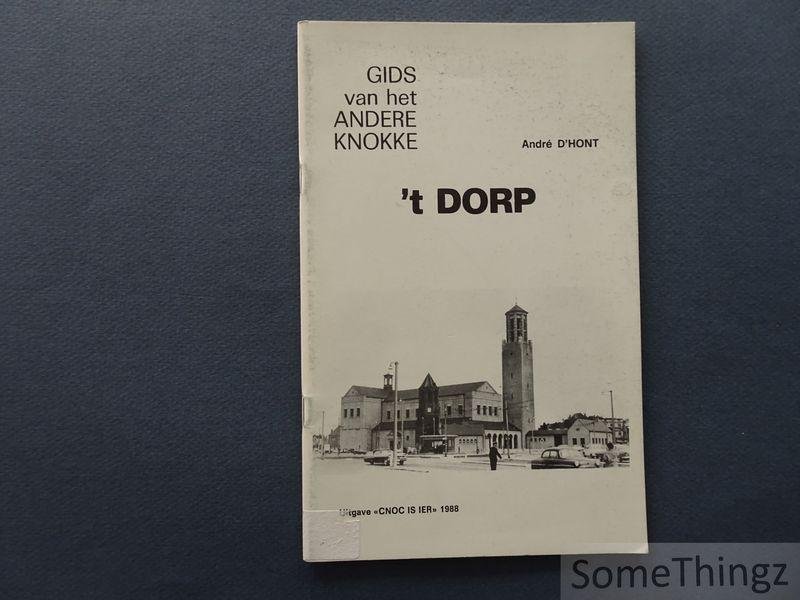 GIDS
van het
ANDERE
KNOKKE
André D'HONT
't DORP
Uitgave «CNOC IS IER» 1988
SomeThingz